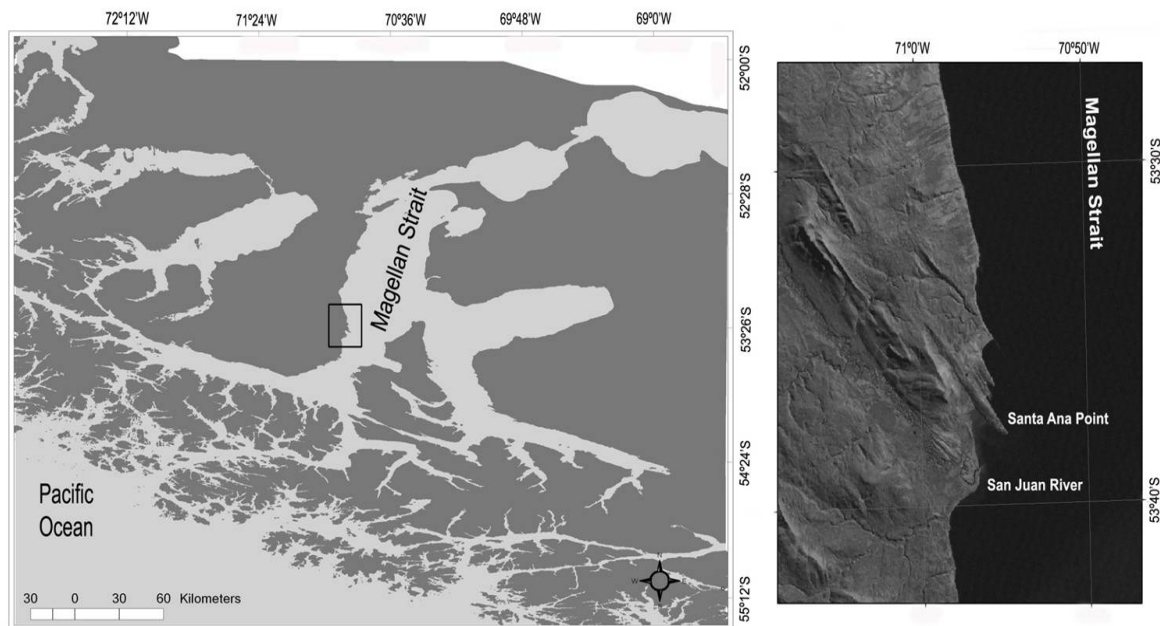 72°12'W 71°24'W 70°36'W 69°48'W 69°0'W
52°00'S
52°28'S
53°26'S
54°24'S
55°12'S
Magellan Strait
Pacific
Ocean
30 0 30 60 Kilometers
N
W
71°0'W 70°50'W
53°30'S
53°40'S
Magellan Strait
Santa Ana Point
San Juan River